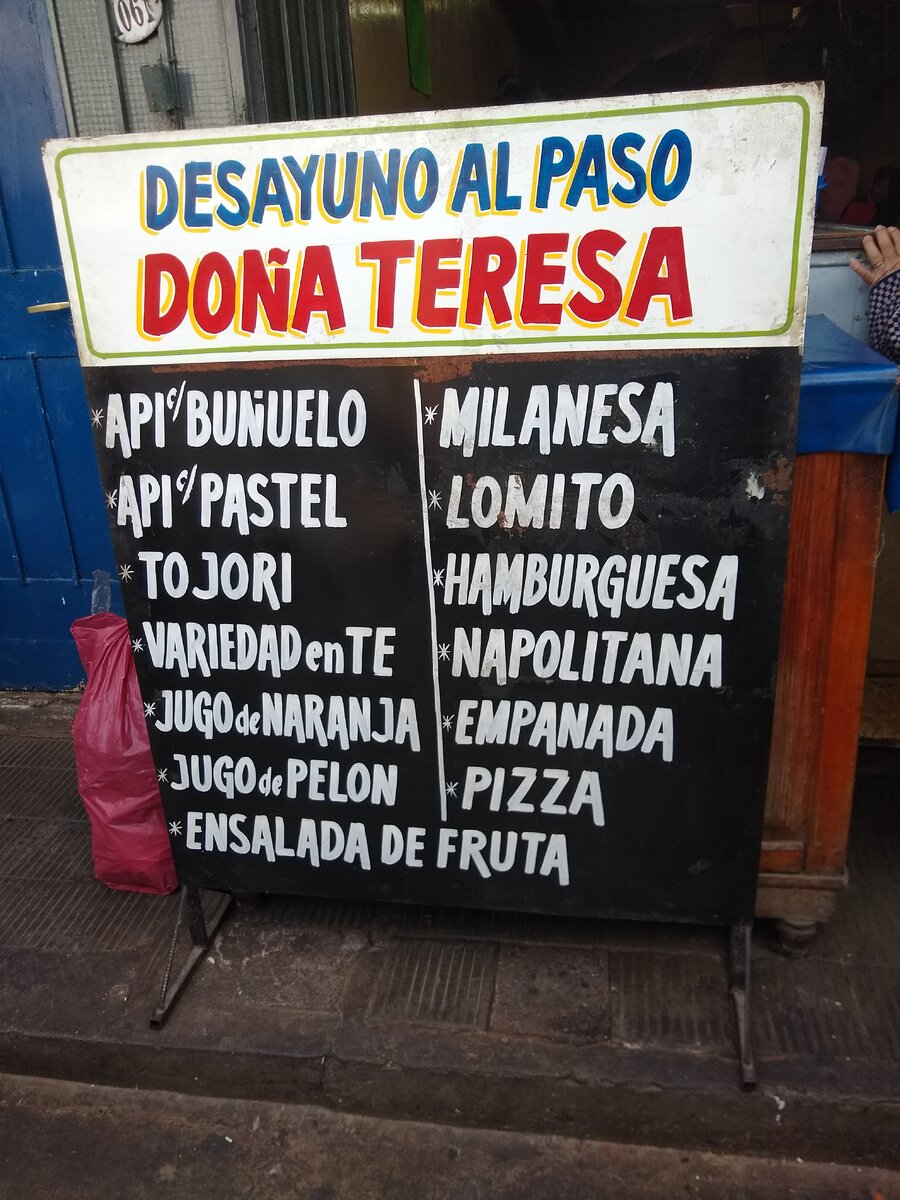 061
DESAYUNO AL PASO
DOÑA TERESA
* API c/ BUÑUELO
* API c/ PASTEL
* TOJORI
* VARIEDAD en TE
* JUGO de NARANJA
* JUGO de PELON
* ENSALADA DE FRUTA
* MILANESA
* LOMITO
* HAMBURGUESA
* NAPOLITANA
* EMPANADA
* PIZZA